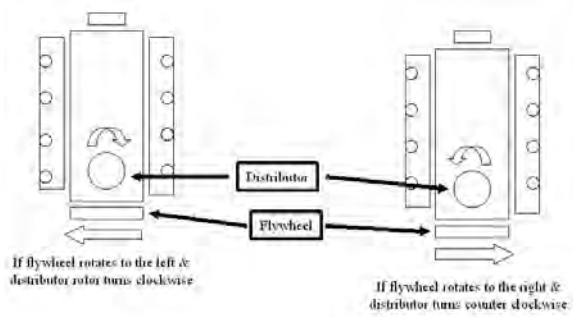 Distributor
Flywheel
If flywheel rotates to the left &
distributor rotor turns clockwise
If flywheel rotates to the right &
distributor turns counter clockwise